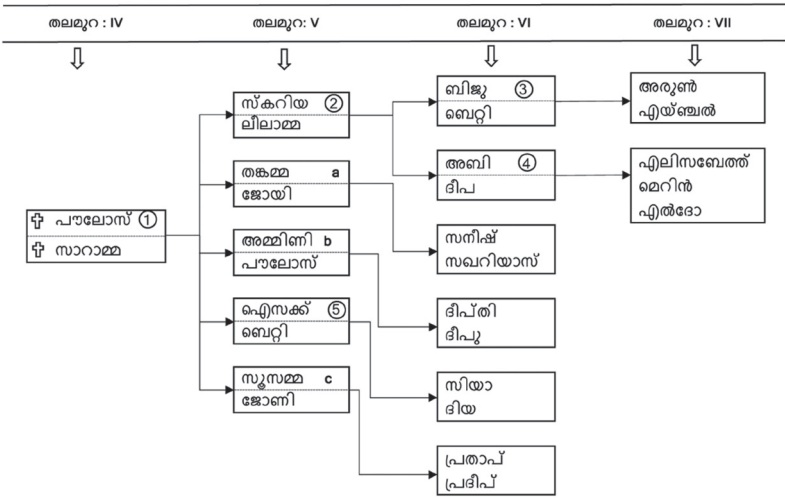 തലമുറ : IV
തലമുറ: V
തലമുറ : VI
തലമുറ : VII
✞ പൗലോസ് ①
✞ സാറാമ്മ
സ്കറിയ ②
ലീലാമ്മ
തങ്കമ്മ a
ജോയി
അമ്മിണി b
പൗലോസ്
ഐസക്ക് ⑤
ബെറ്റി
സൂസമ്മ c
ജോണി
ബിജു ③
ബെറ്റി
അബി ④
ദീപ
സനീഷ്
സഖറിയാസ്
ദീപ്തി
ദീപു
സിയാ
ദിയ
പ്രതാപ്
പ്രദീപ്
അരുൺ
എയ്ഞ്ചൽ
എലിസബേത്ത്
മെറിൻ
എൽദോ